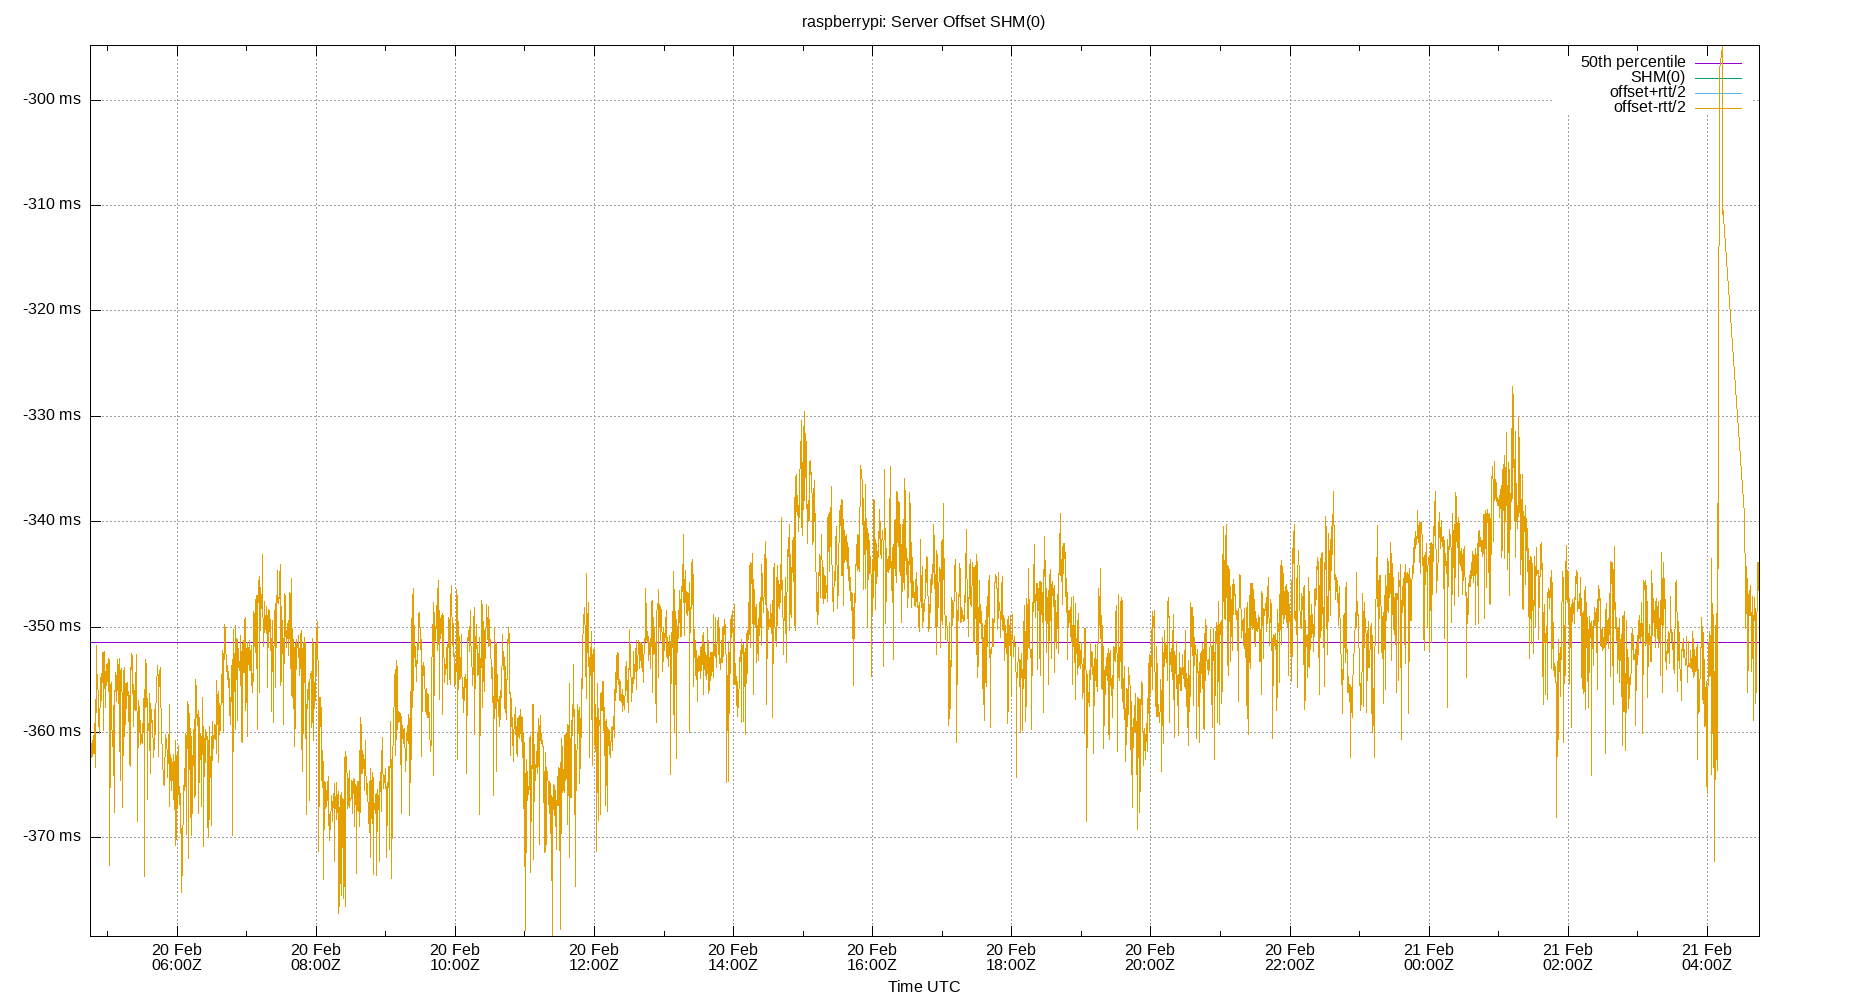 raspberrypi: Server Offset SHM(0)
50th percentile
SHM(0)
offset+rtt/2
offset-rtt/2
-300 ms
-310 ms
-320 ms
-330 ms
-340 ms
-350 ms
-360 ms
-370 ms
20 Feb 20 Feb 20 Feb 20 Feb 20 Feb 20 Feb 20 Feb 20 Feb 20 Feb 21 Feb 21 Feb 21 Feb
06:00Z 08:00Z 10:00Z 12:00Z 14:00Z 16:00Z 18:00Z 20:00Z 22:00Z 00:00Z 02:00Z 04:00Z
Time UTC